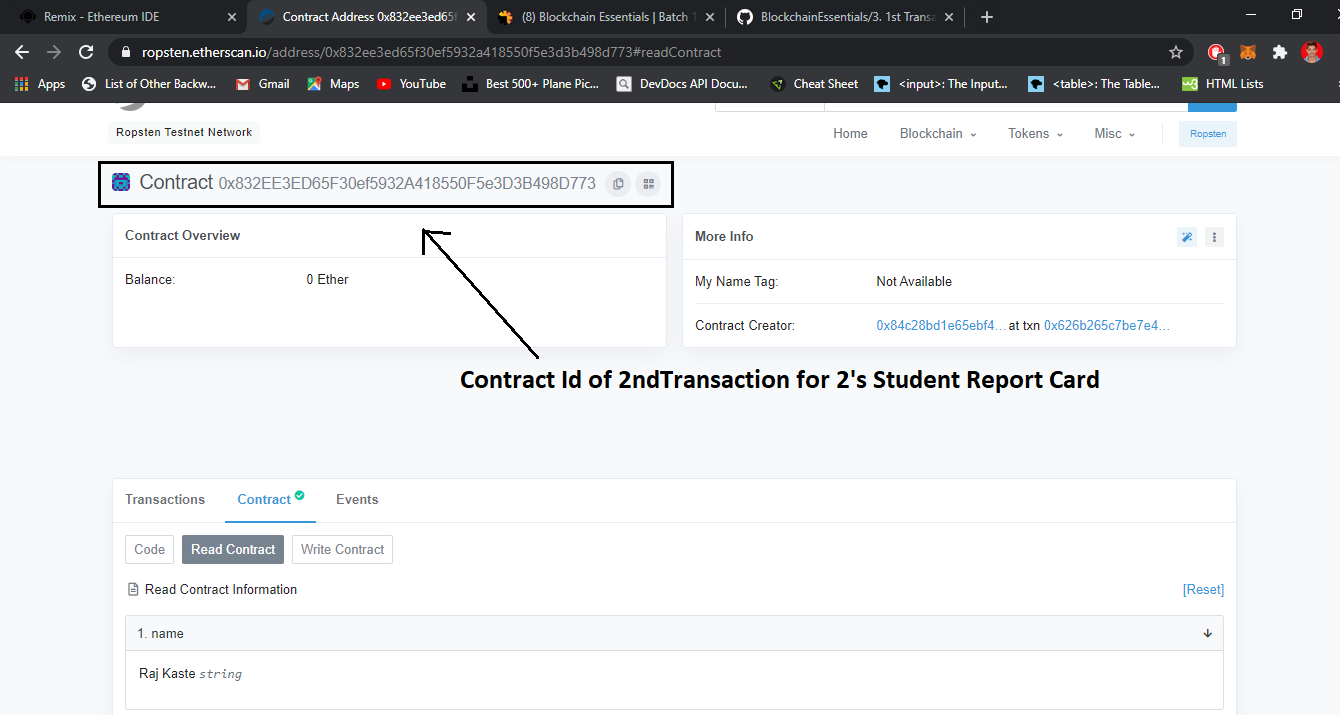 Remix - Ethereum IDE
Contract Address 0x832ee3ed65f
(8) Blockchain Essentials | Batch 1
BlockchainEssentials/3. 1st Transa
ropsten.etherscan.io/address/0x832ee3ed65f30ef5932a418550f5e3d3b498d773#readContract
1
Apps
List of Other Backw...
Gmail
Maps
YouTube
Best 500+ Plane Pic...
DevDocs API Docu...
Cheat Sheet
<input>: The Input...
<table>: The Table...
HTML Lists
Ropsten Testnet Network
Home
Blockchain
Tokens
Misc
Ropsten
Contract 0x832EE3ED65F30ef5932A418550F5e3D3B498D773
Contract Overview
Balance: 0 Ether
More Info
My Name Tag: Not Available
Contract Creator: 0x84c28bd1e65ebf4... at txn 0x626b265c7be7e4...
Contract Id of 2ndTransaction for 2's Student Report Card
Transactions
Contract
Events
Code
Read Contract
Write Contract
Read Contract Information
[Reset]
1. name
Raj Kaste string